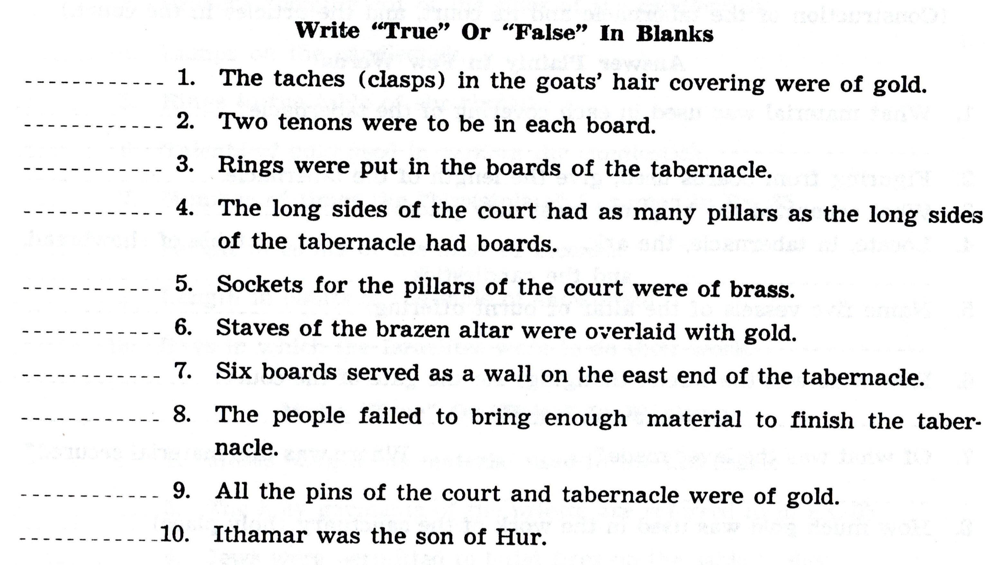 Write “True” Or “False” In Blanks
------------ 1. The taches (clasps) in the goats’ hair covering were of gold.
------------ 2. Two tenons were to be in each board.
------------ 3. Rings were put in the boards of the tabernacle.
------------ 4. The long sides of the court had as many pillars as the long sides
of the tabernacle had boards.
------------ 5. Sockets for the pillars of the court were of brass.
------------ 6. Staves of the brazen altar were overlaid with gold.
------------ 7. Six boards served as a wall on the east end of the tabernacle.
------------ 8. The people failed to bring enough material to finish the taber-
nacle.
------------ 9. All the pins of the court and tabernacle were of gold.
------------10. Ithamar was the son of Hur.